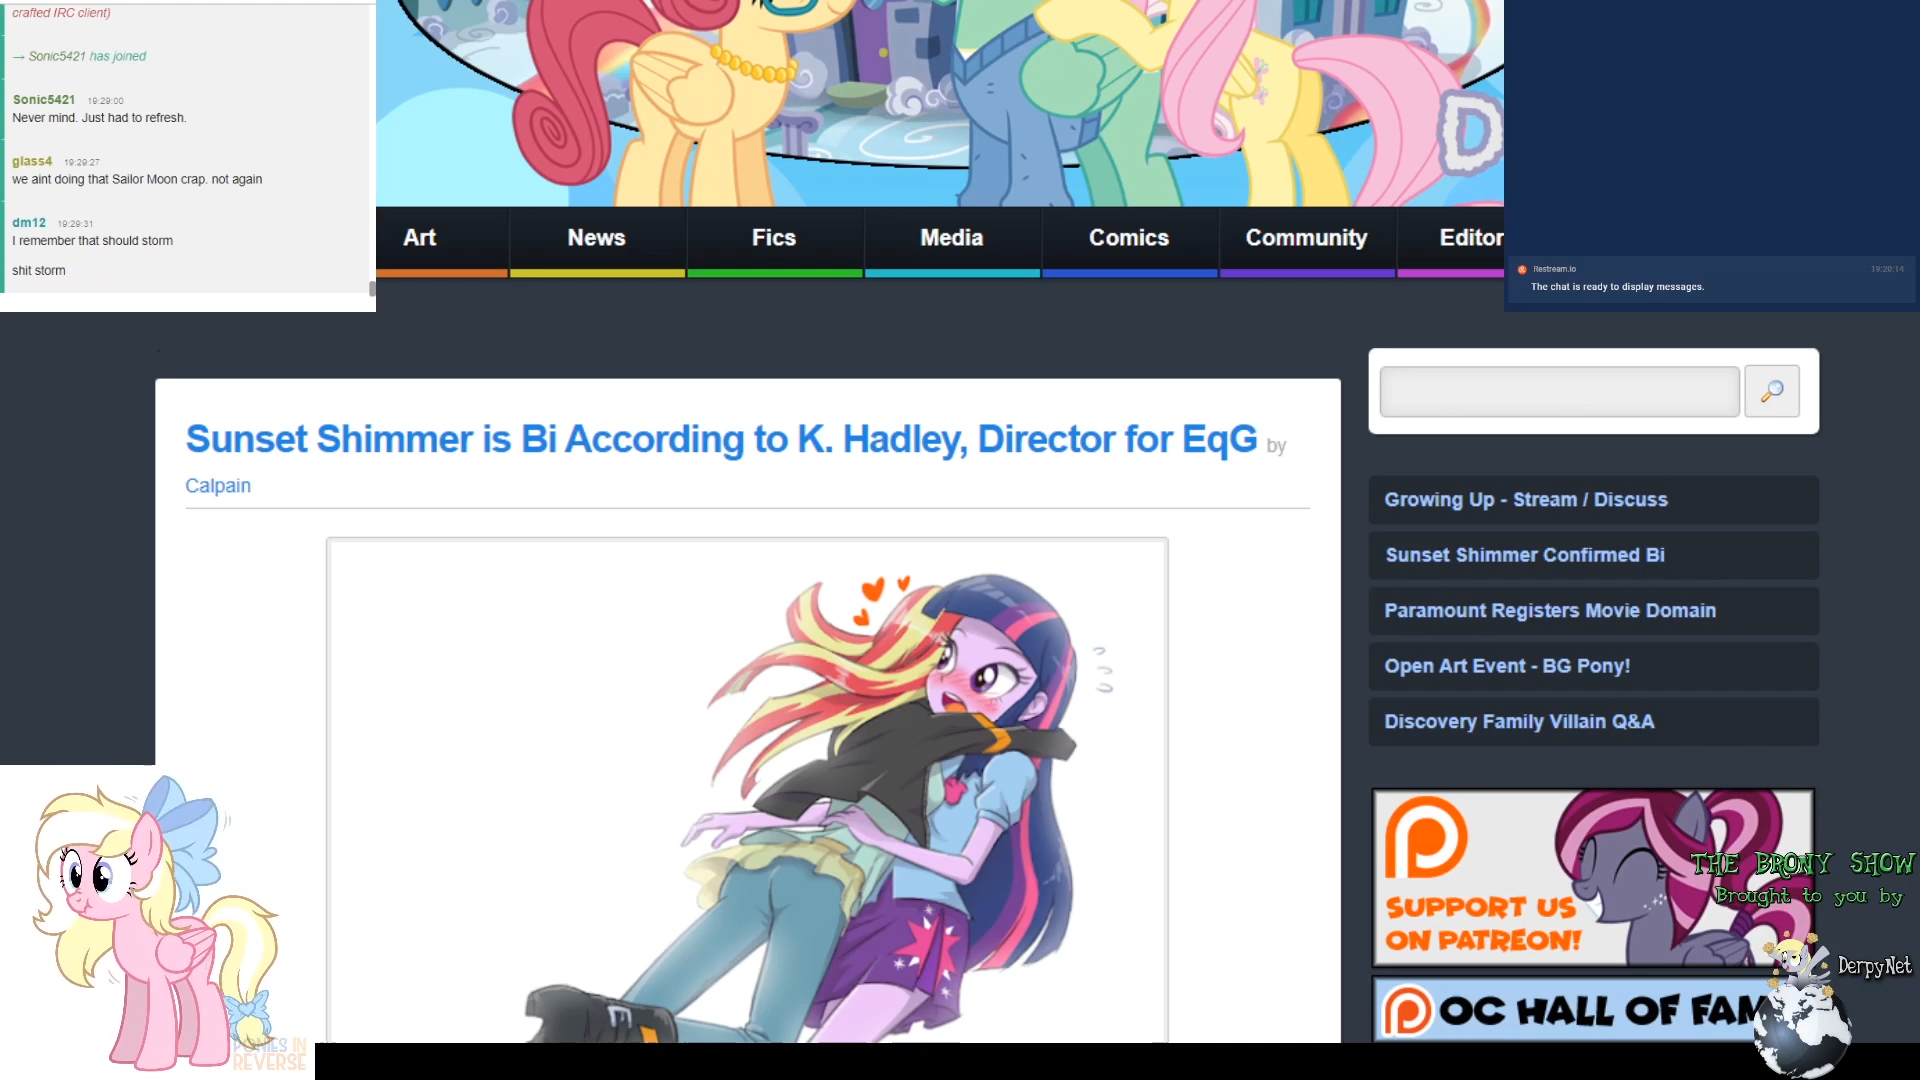 crafted IRC client)
→ Sonic5421 has joined
Sonic5421 19:29:00
Never mind. Just had to refresh.
glass4 19:29:27
we aint doing that Sailor Moon crap. not again
dm12 19:29:31
I remember that should storm
shit storm
D
Art News Fics Media Comics Community Editor
Restream.io 19:20:14
The chat is ready to display messages.
Sunset Shimmer is Bi According to K. Hadley, Director for EqG by
Calpain
Growing Up - Stream / Discuss
Sunset Shimmer Confirmed Bi
Paramount Registers Movie Domain
Open Art Event - BG Pony!
Discovery Family Villain Q&A
SUPPORT US
ON PATREON!
THE BRONY SHOW
Brought to you by
DerpyNet
OC HALL OF FAM
PONIES IN
REVERSE